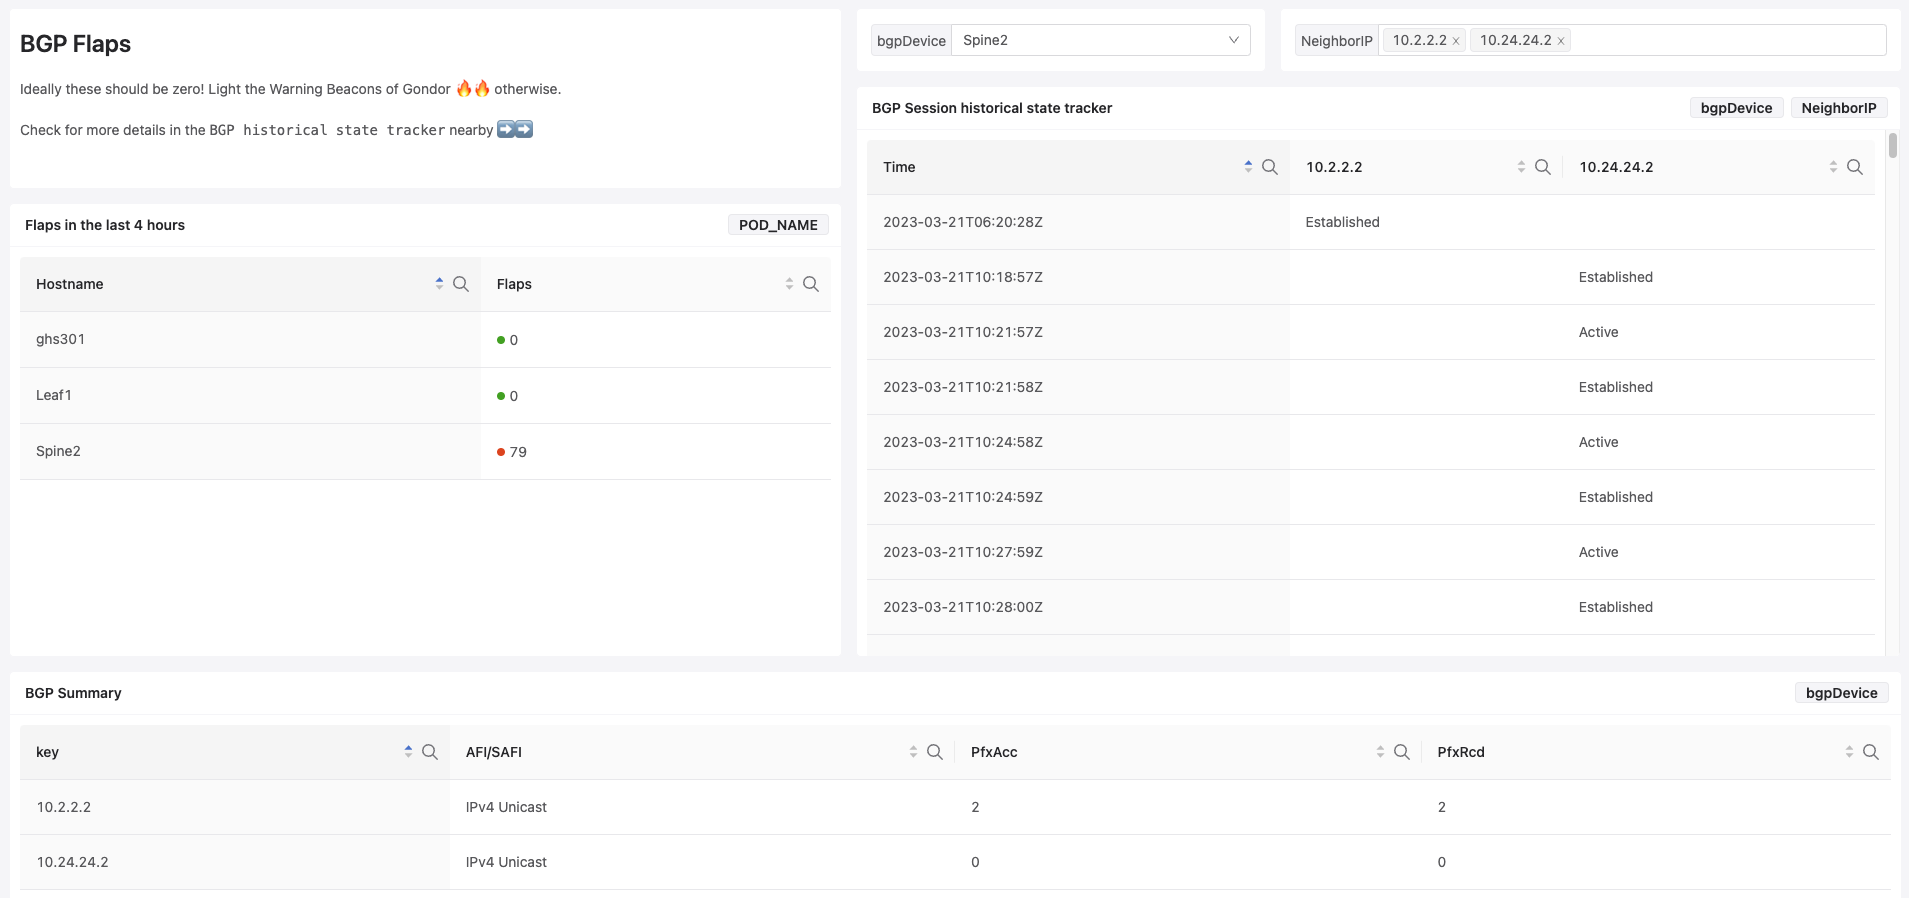 BGP Flaps
Ideally these should be zero! Light the Warning Beacons of Gondor 🔥🔥 otherwise.
Check for more details in the BGP historical state tracker nearby ➡️➡️
bgpDevice Spine2
NeighborIP 10.2.2.2 x 10.24.24.2 x
Flaps in the last 4 hours POD_NAME
Hostname Flaps
ghs301 0
Leaf1 0
Spine2 79
BGP Session historical state tracker bgpDevice NeighborIP
Time 10.2.2.2 10.24.24.2
2023-03-21T06:20:28Z Established
2023-03-21T10:18:57Z Established
2023-03-21T10:21:57Z Active
2023-03-21T10:21:58Z Established
2023-03-21T10:24:58Z Active
2023-03-21T10:24:59Z Established
2023-03-21T10:27:59Z Active
2023-03-21T10:28:00Z Established
BGP Summary bgpDevice
key AFI/SAFI PfxAcc PfxRcd
10.2.2.2 IPv4 Unicast 2 2
10.24.24.2 IPv4 Unicast 0 0